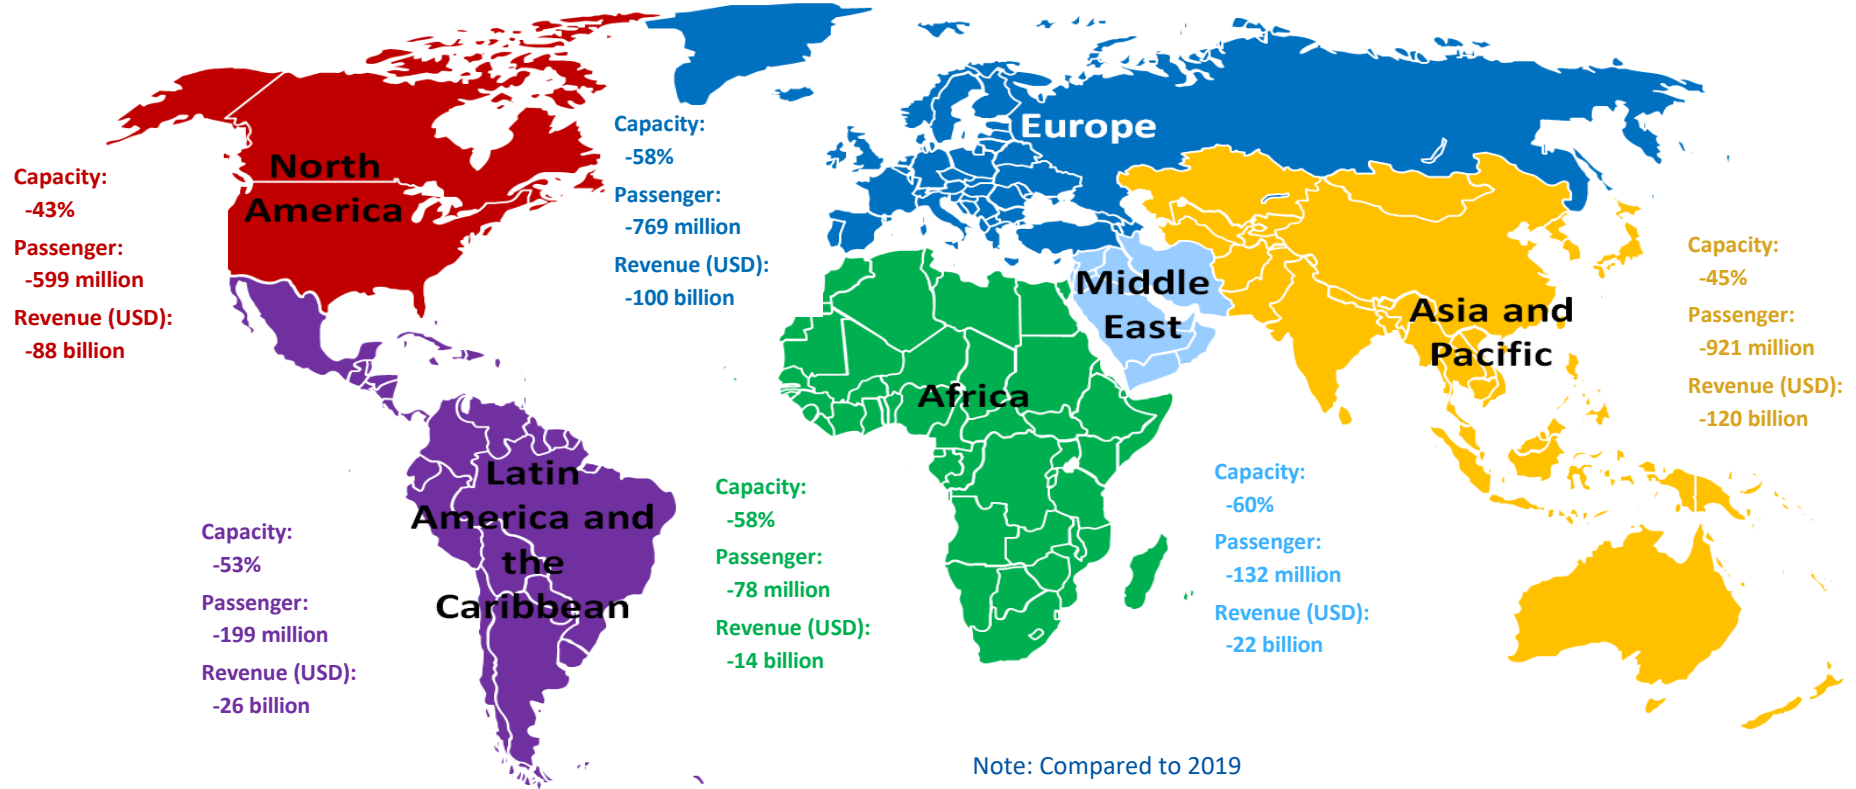 North
America
Capacity:
-43%
Passenger:
-599 million
Revenue (USD):
-88 billion
Capacity:
-58%
Passenger:
-769 million
Revenue (USD):
-100 billion
Europe
Middle
East
Asia and
Pacific
Capacity:
-45%
Passenger:
-921 million
Revenue (USD):
-120 billion
Africa
Latin
America and
the
Caribbean
Capacity:
-53%
Passenger:
-199 million
Revenue (USD):
-26 billion
Capacity:
-58%
Passenger:
-78 million
Revenue (USD):
-14 billion
Capacity:
-60%
Passenger:
-132 million
Revenue (USD):
-22 billion
Note: Compared to 2019